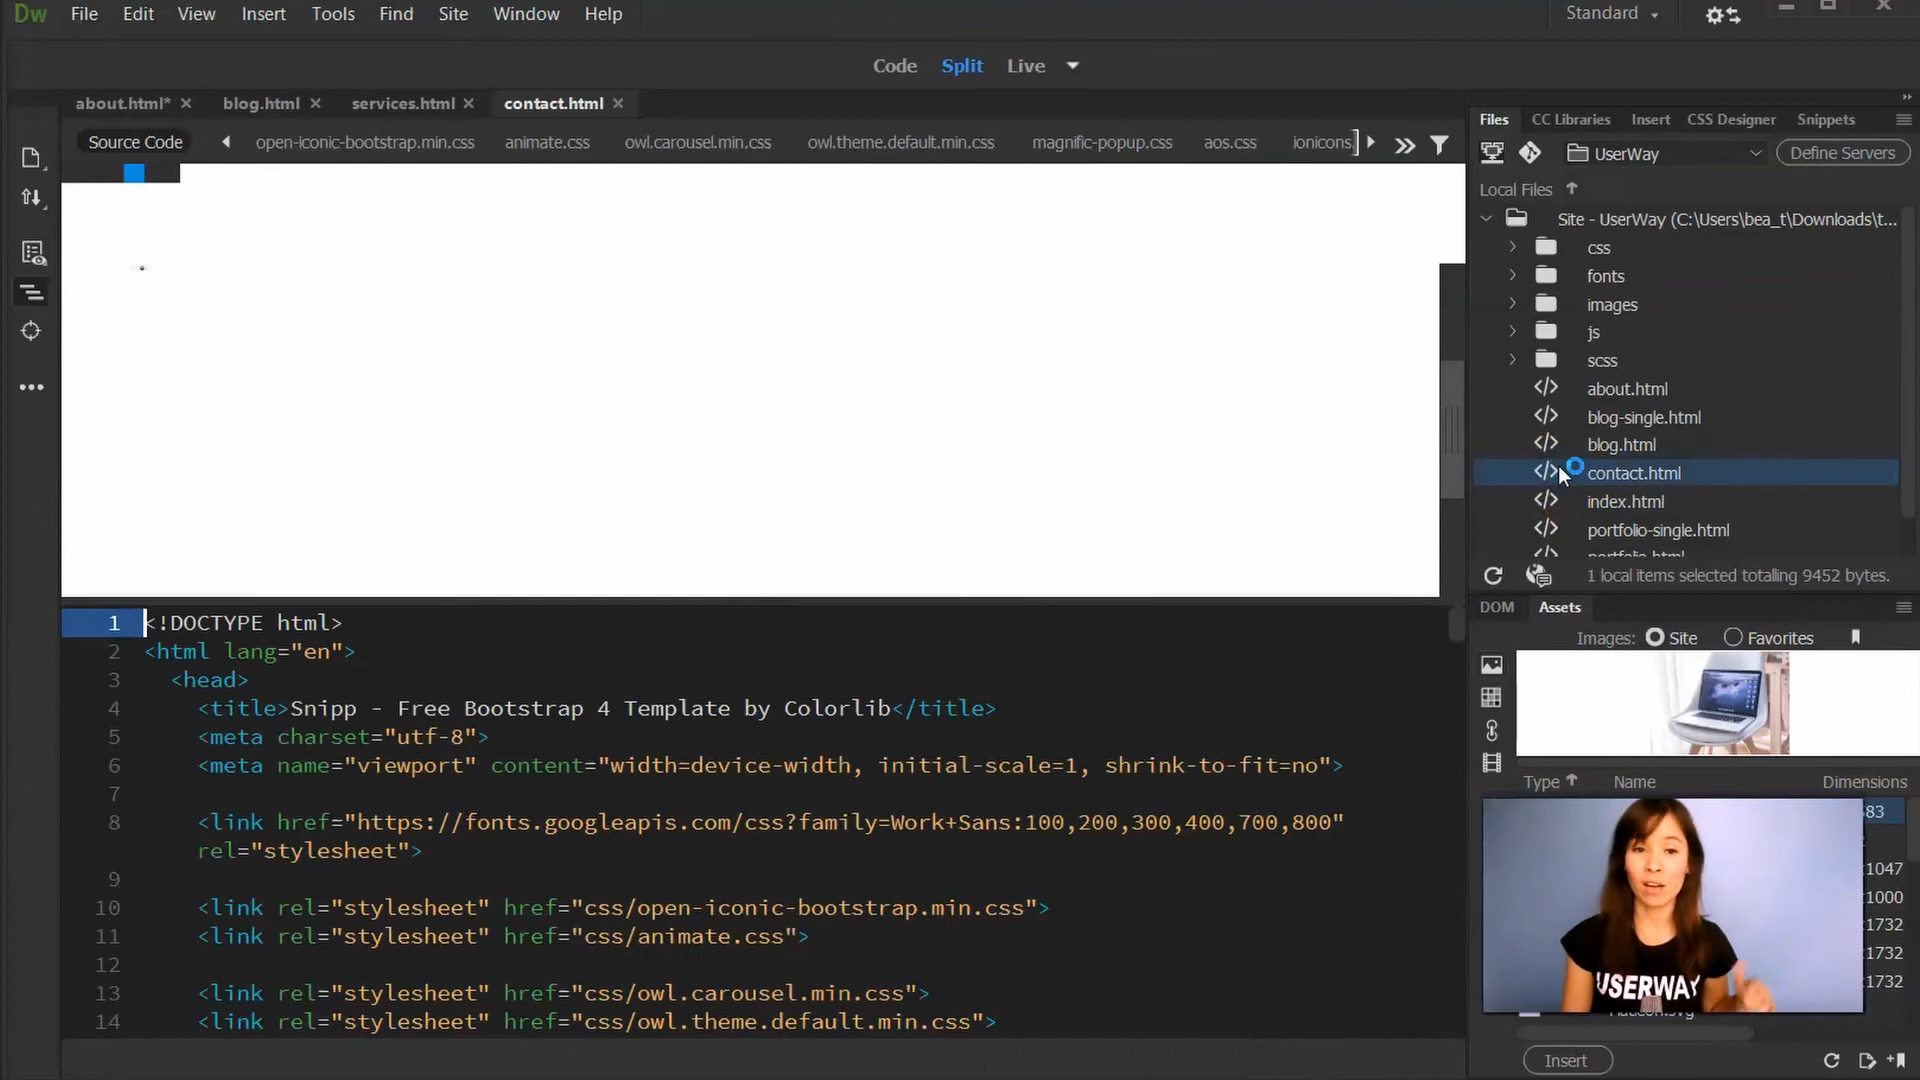 Dw File Edit View Insert Tools Find Site Window Help
Standard
Code Split Live
about.html* blog.html services.html contact.html
Source Code open-iconic-bootstrap.min.css animate.css owl.carousel.min.css owl.theme.default.min.css magnific-popup.css aos.css ionicons.
1 <!DOCTYPE html>
2 <html lang="en">
3 <head>
4 <title>Snipp - Free Bootstrap 4 Template by Colorlib</title>
5 <meta charset="utf-8">
6 <meta name="viewport" content="width=device-width, initial-scale=1, shrink-to-fit=no">
7
8 <link href="https://fonts.googleapis.com/css?family=Work+Sans:100,200,300,400,700,800"
rel="stylesheet">
9
10 <link rel="stylesheet" href="css/open-iconic-bootstrap.min.css">
11 <link rel="stylesheet" href="css/animate.css">
12
13 <link rel="stylesheet" href="css/owl.carousel.min.css">
14 <link rel="stylesheet" href="css/owl.theme.default.min.css">
Files CC Libraries Insert CSS Designer Snippets
UserWay Define Servers
Local Files
Site - UserWay (C:\Users\bea_t\Downloads\t...
css
fonts
images
js
scss
about.html
blog-single.html
blog.html
contact.html
index.html
portfolio-single.html
portfolio.html
1 local items selected totalling 9452 bytes.
DOM Assets
Images: Site Favorites
Type Name Dimensions
1047
1000
1732
1732
1732
USERWAY
Insert